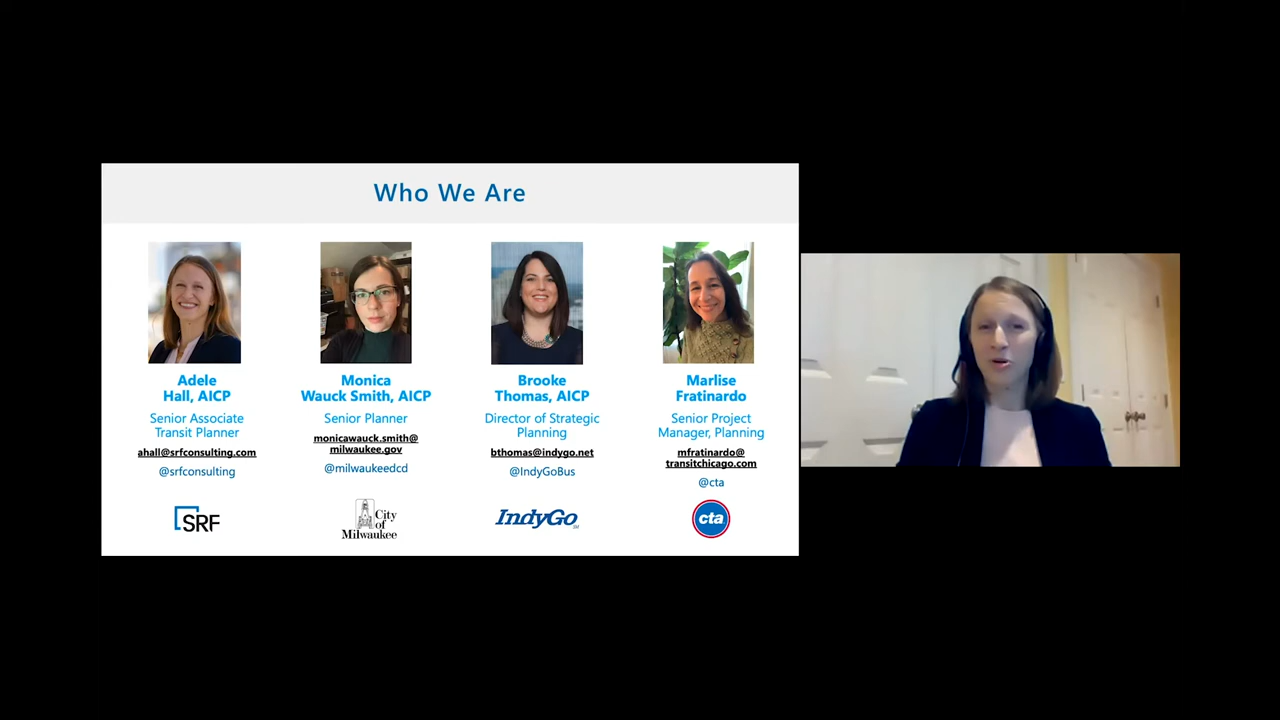 Who We Are
Adele
Hall, AICP
Senior Associate
Transit Planner
ahall@srfconsulting.com
@srfconsulting
SRF
Monica
Wauck Smith, AICP
Senior Planner
monicawauck.smith@
milwaukee.gov
@milwaukeedcd
City
of
Milwaukee
Brooke
Thomas, AICP
Director of Strategic
Planning
bthomas@indygo.net
@IndyGoBus
IndyGo
SM
Marlise
Fratinardo
Senior Project
Manager, Planning
mfratinardo@
transitchicago.com
@cta
cta